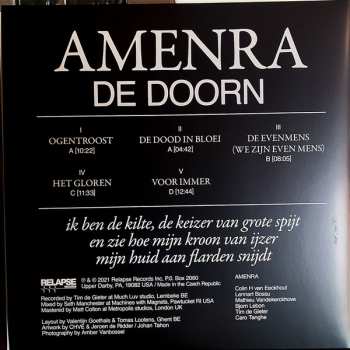 AMENRA
DE DOORN
I
OGENTROOST
A [10:22]
II
DE DOOD IN BLOEI
A [04:42]
III
DE EVENMENS
(WE ZIJN EVEN MENS)
B [08:05]
IV
HET GLOREN
C [11:33]
V
VOOR IMMER
D [12:44]
ik ben de kilte, de keizer van grote spijt
en zie hoe mijn kroon van ijzer
mijn huid aan flarden snijdt
RELAPSE
℗ & © 2021 Relapse Records Inc. P.O. Box 2060
Upper Darby, PA, 19082 USA | Made in the Czech Republic
Recorded by Tim de Gieter at Much Luv studio, Lembeke BE
Mixed by Seth Manchester at Machines with Magnets, Pawtucket RI USA
Mastered by Matt Colton at Metropolis studios, London UK
Layout by Valentijn Goethals & Tomas Lootens, Ghent BE
Artwork by CHVE & Jeroen de Ridder / Johan Tahon
Photography by Amber Vanbossel
AMENRA
Colin H van Eeckhout
Lennart Bossu
Mathieu Vandekerckhove
Bjorn Lebon
Tim de Gieter
Caro Tanghe